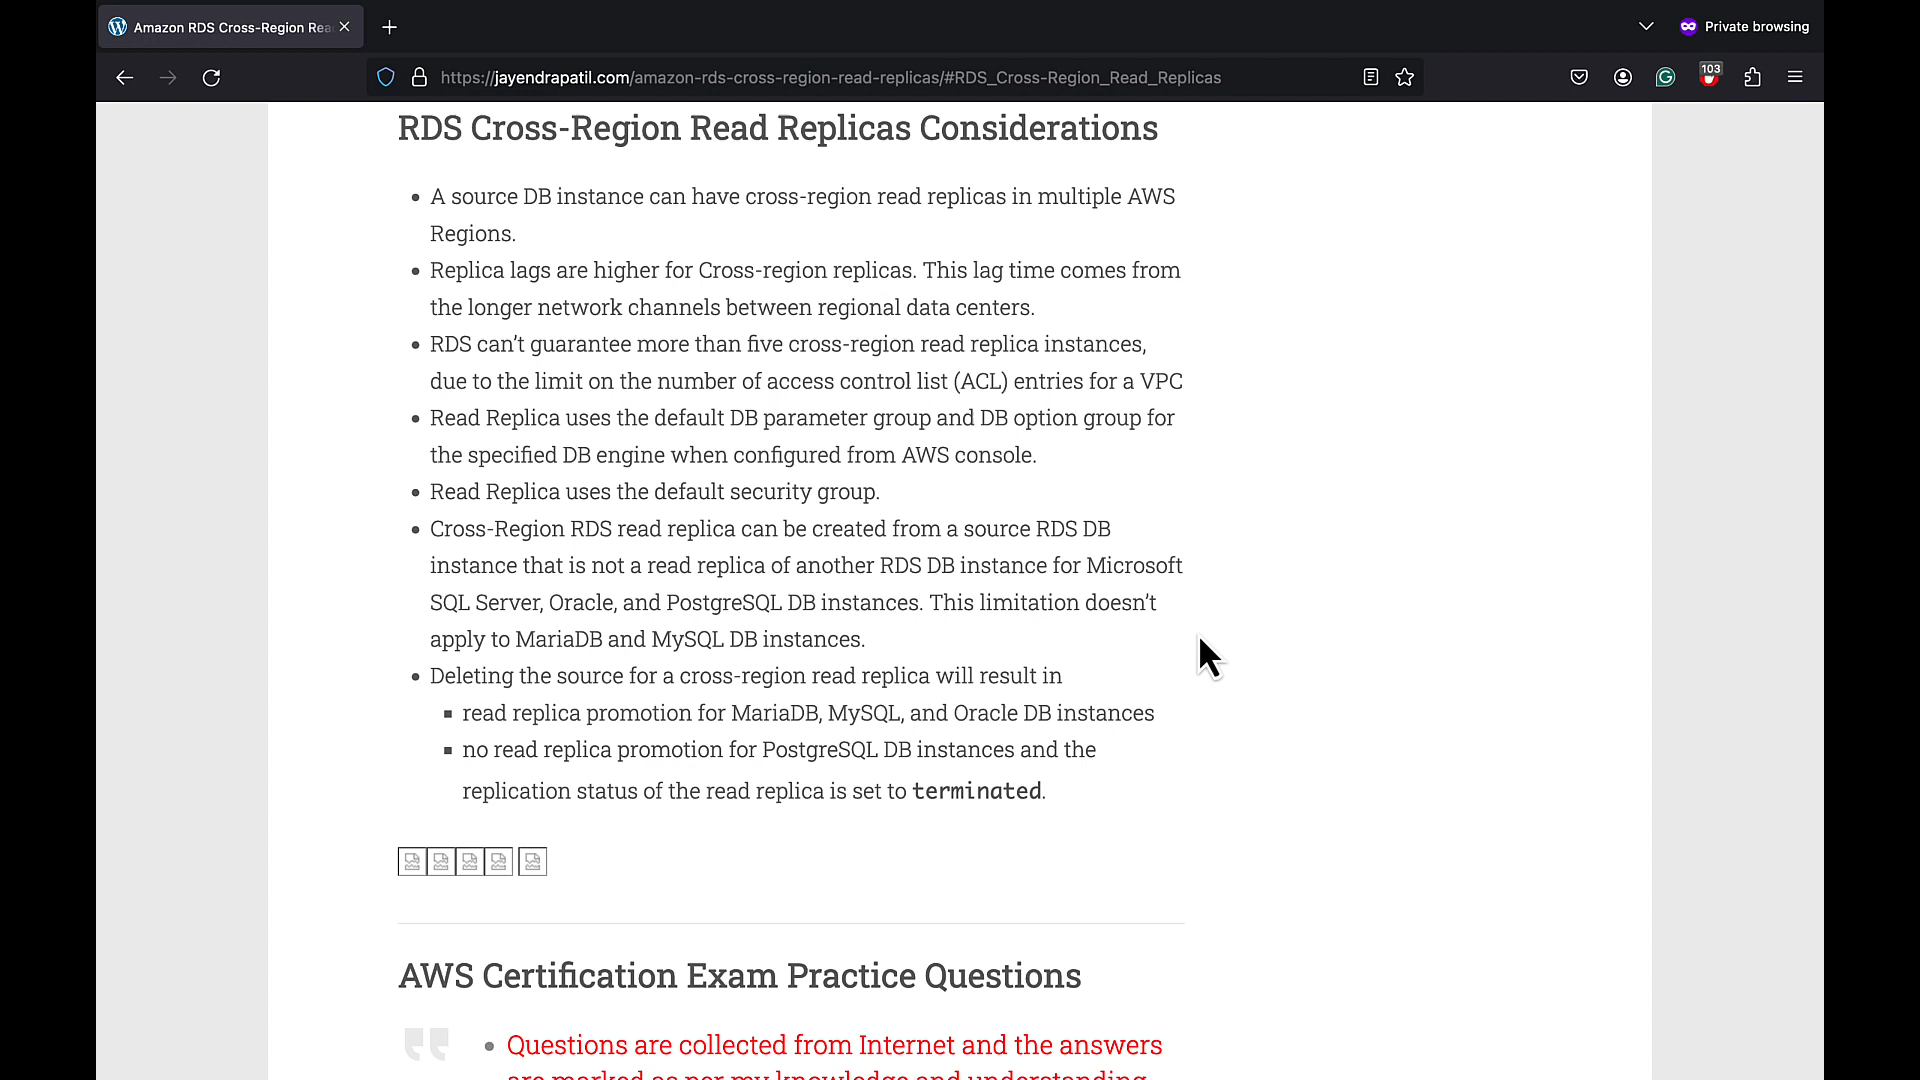 Amazon RDS Cross-Region Rea
Private browsing
https://jayendrapatil.com/amazon-rds-cross-region-read-replicas/#RDS_Cross-Region_Read_Replicas
103
RDS Cross-Region Read Replicas Considerations
A source DB instance can have cross-region read replicas in multiple AWS
Regions.
Replica lags are higher for Cross-region replicas. This lag time comes from
the longer network channels between regional data centers.
RDS can’t guarantee more than five cross-region read replica instances,
due to the limit on the number of access control list (ACL) entries for a VPC
Read Replica uses the default DB parameter group and DB option group for
the specified DB engine when configured from AWS console.
Read Replica uses the default security group.
Cross-Region RDS read replica can be created from a source RDS DB
instance that is not a read replica of another RDS DB instance for Microsoft
SQL Server, Oracle, and PostgreSQL DB instances. This limitation doesn’t
apply to MariaDB and MySQL DB instances.
Deleting the source for a cross-region read replica will result in
read replica promotion for MariaDB, MySQL, and Oracle DB instances
no read replica promotion for PostgreSQL DB instances and the
replication status of the read replica is set to terminated.
AWS Certification Exam Practice Questions
Questions are collected from Internet and the answers
are marked as per my knowledge and understanding